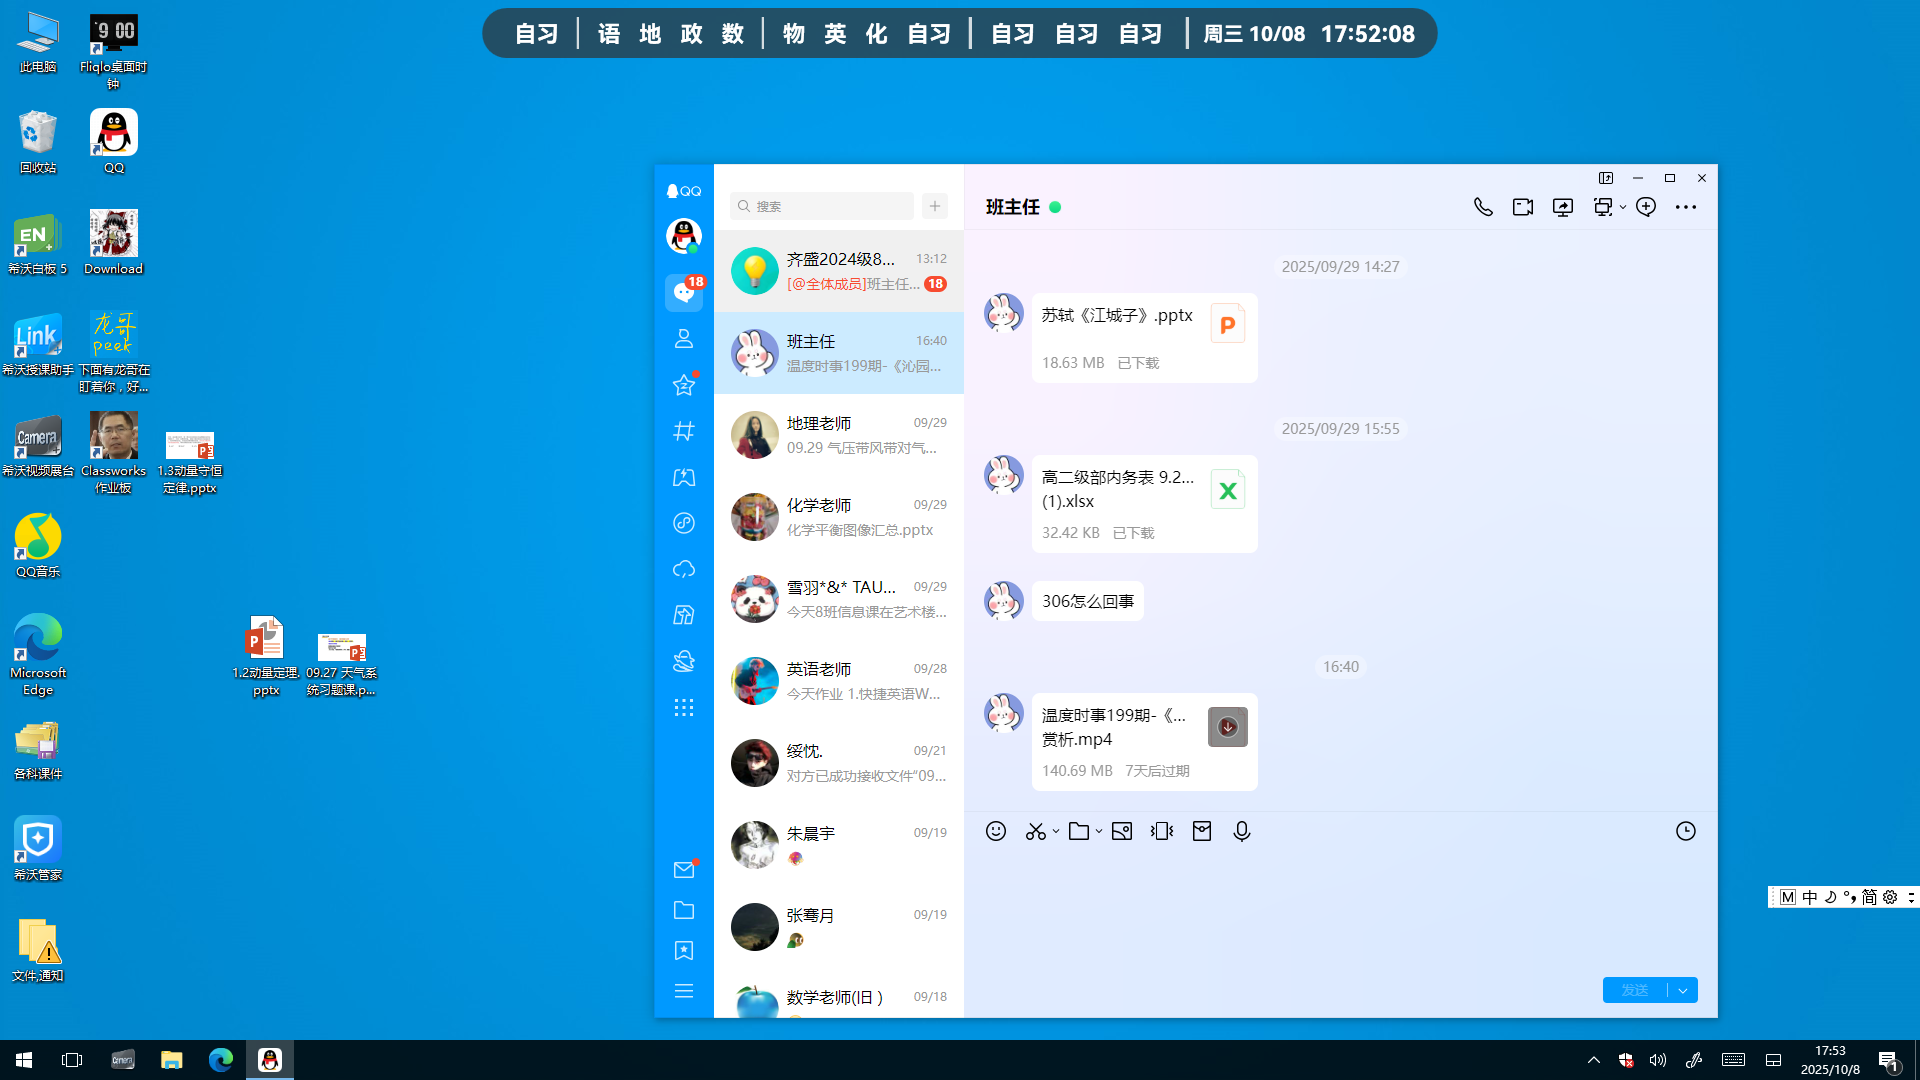 自习 | 语 地 政 数 | 物 英 化 自习 | 自习 自习 自习 | 周三 10/08 17:52:08
此电脑
9 00
Fliqlo桌面时
钟
回收站
QQ
EN
希沃白板 5
Download
Link
希沃授课助手
龙哥
peek
下面有龙哥在
盯着你，好...
Camera
希沃视频展台
Classworks
作业板
1.3动量守恒
定律.pptx
QQ音乐
Microsoft
Edge
1.2动量定理.
pptx
09.27 天气系
统习题课.p...
各科课件
希沃管家
文件,通知
QQ
18
搜索
齐盛2024级8... 13:12
[@全体成员]班主任... 18
班主任 16:40
温度时事199期-《沁园...
地理老师 09/29
09.29 气压带风带对气...
化学老师 09/29
化学平衡图像汇总.pptx
雪羽*&* TAU... 09/29
今天8班信息课在艺术楼...
英语老师 09/28
今天作业 1.快捷英语W...
绥忱. 09/21
对方已成功接收文件"09...
朱晨宇 09/19
张骞月 09/19
数学老师(旧 ) 09/18
班主任
2025/09/29 14:27
苏轼《江城子》.pptx
P
18.63 MB 已下载
2025/09/29 15:55
高二级部内务表 9.2...
(1).xlsx
X
32.42 KB 已下载
306怎么回事
16:40
温度时事199期-《...
赏析.mp4
140.69 MB 7天后过期
发送
M 中 简
Camera
17:53
2025/10/8
1